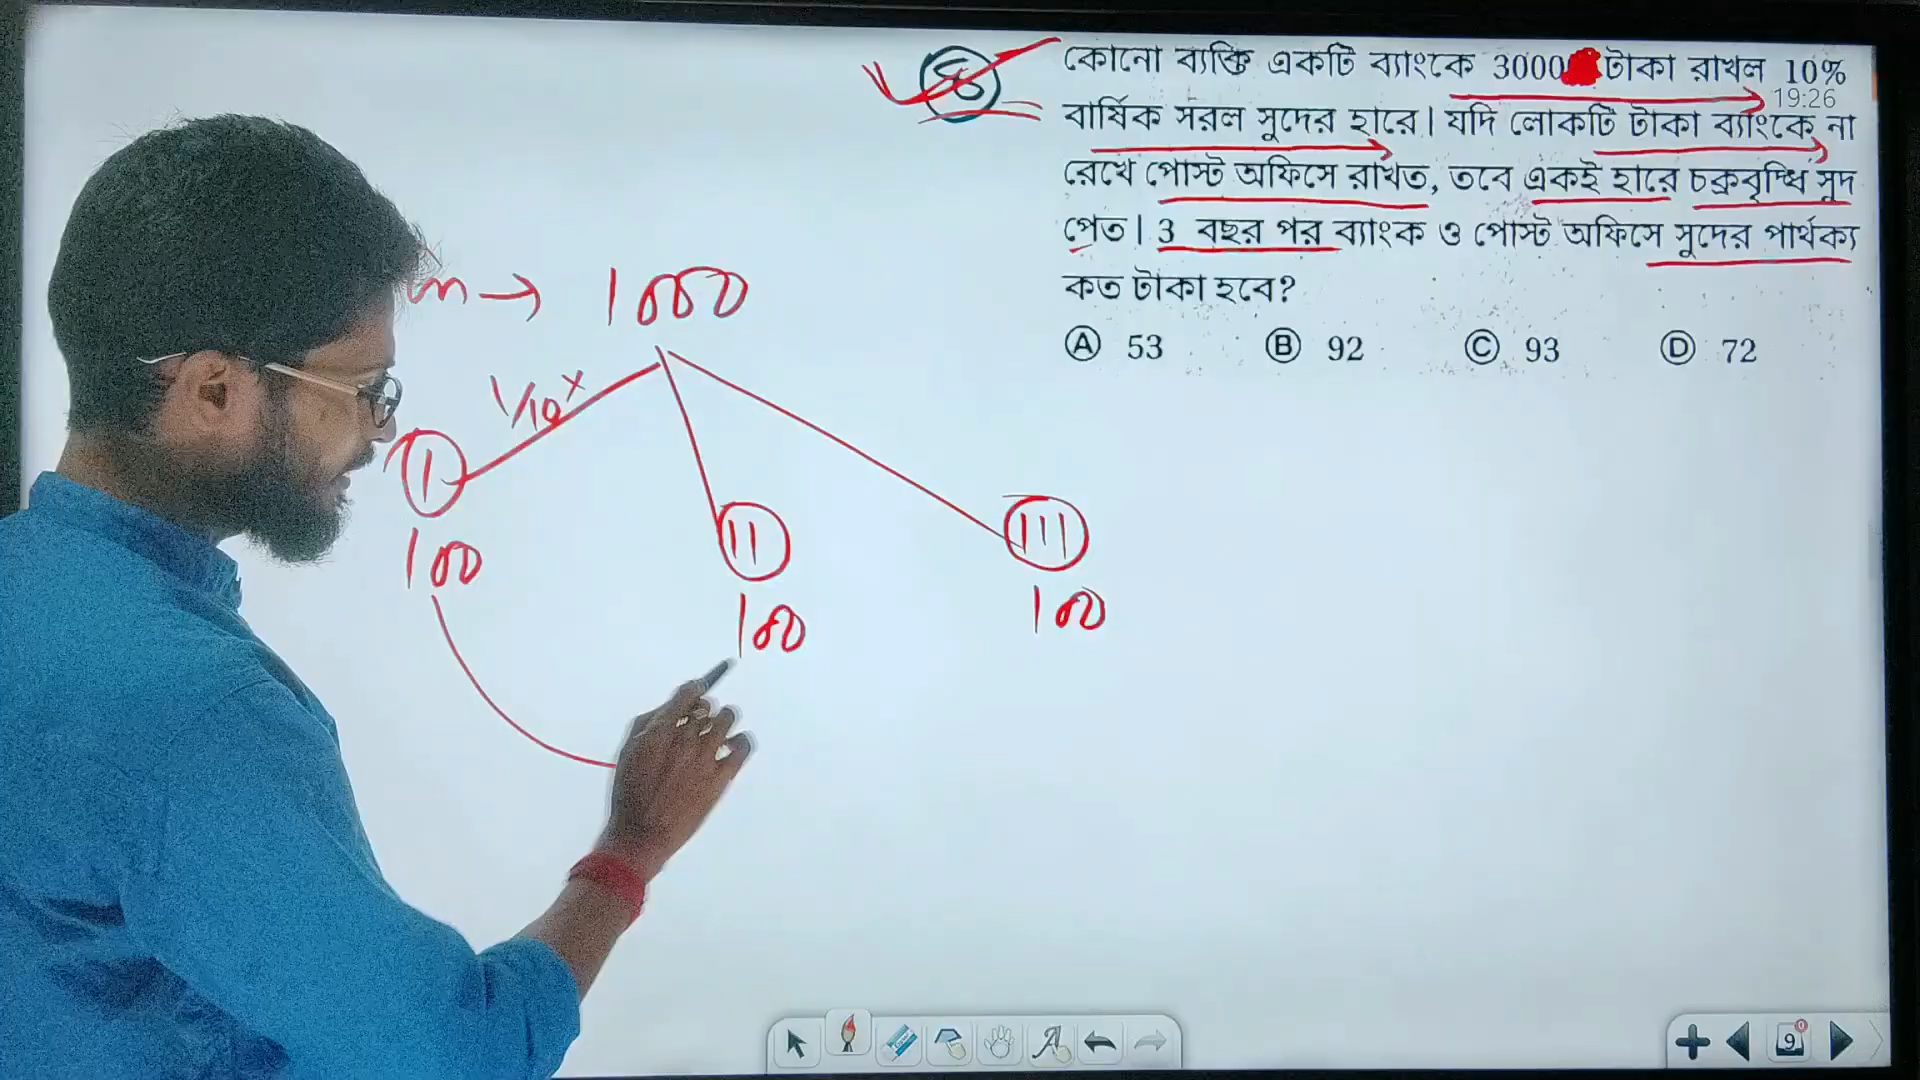 কোনো ব্যক্তি একটি ব্যাংকে 3000 টাকা রাখল 10%
19:26
বার্ষিক সরল সুদের হারে। যদি লোকটি টাকা ব্যাংকে না
রেখে পোস্ট অফিসে রাখত, তবে একই হারে চক্রবৃদ্ধি সুদ
পেত। 3 বছর পর ব্যাংক ও পোস্ট অফিসে সুদের পার্থক্য
কত টাকা হবে?
Ⓐ 53 Ⓑ 92 Ⓒ 93 Ⓓ 72
→ 1000
1/10 x
I
100
II
100
III
100
9